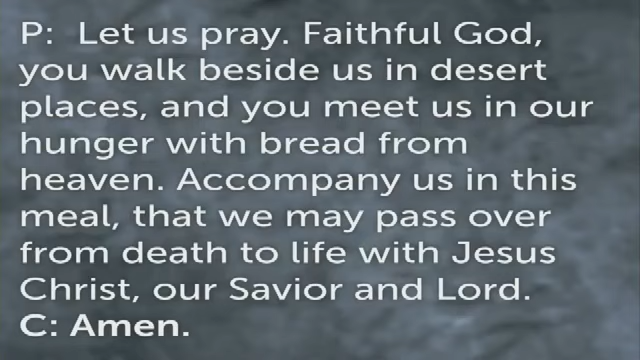 P:  Let us pray. Faithful God,
you walk beside us in desert
places, and you meet us in our
hunger with bread from
heaven. Accompany us in this
meal, that we may pass over
from death to life with Jesus
Christ, our Savior and Lord.
C: Amen.